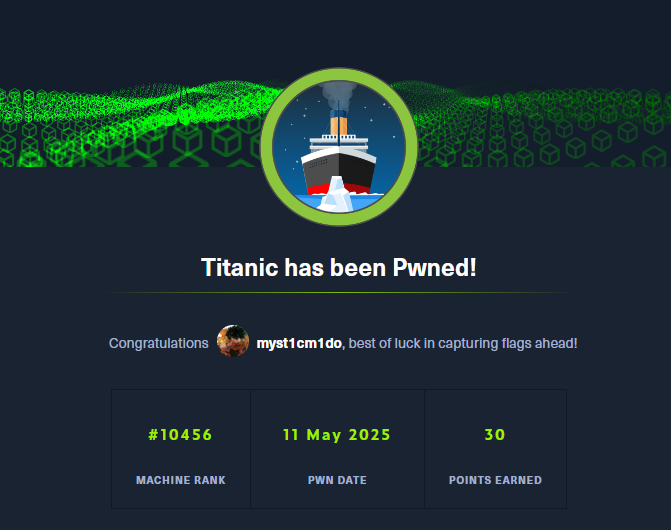 Titanic has been Pwned!
Congratulations myst1cm1do, best of luck in capturing flags ahead!
#10456 11 May 2025 30
MACHINE RANK PWN DATE POINTS EARNED